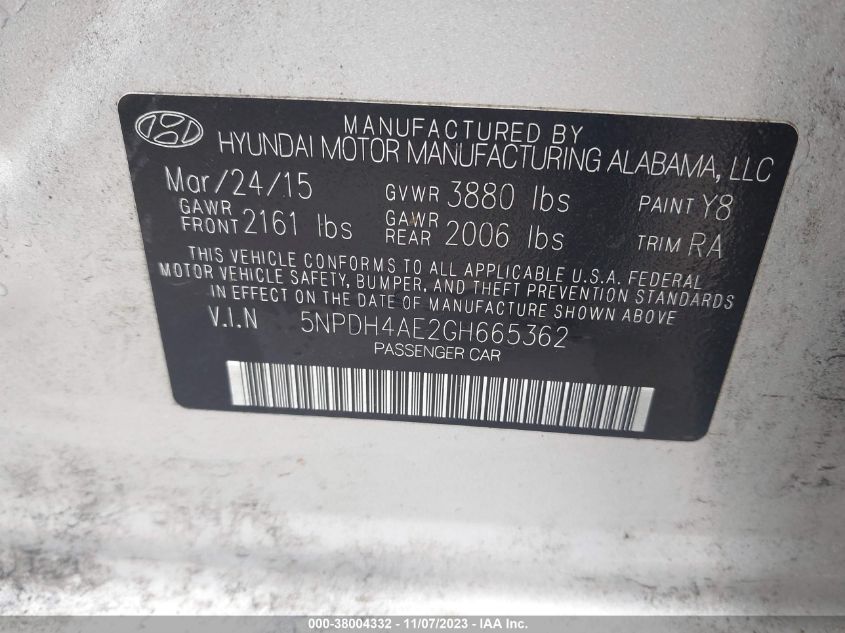 MANUFACTURED BY
HYUNDAI MOTOR MANUFACTURING ALABAMA, LLC
Mar/24/15 GVWR 3880 lbs PAINT Y8
GAWR FRONT 2161 lbs GAWR REAR 2006 lbs TRIM RA
THIS VEHICLE CONFORMS TO ALL APPLICABLE U.S.A. FEDERAL
MOTOR VEHICLE SAFETY, BUMPER, AND THEFT PREVENTION STANDARDS
IN EFFECT ON THE DATE OF MANUFACTURE SHOWN ABOVE
V.I.N 5NPDH4AE2GH665362
PASSENGER CAR
000-38004332 - 11/07/2023 - IAA Inc.